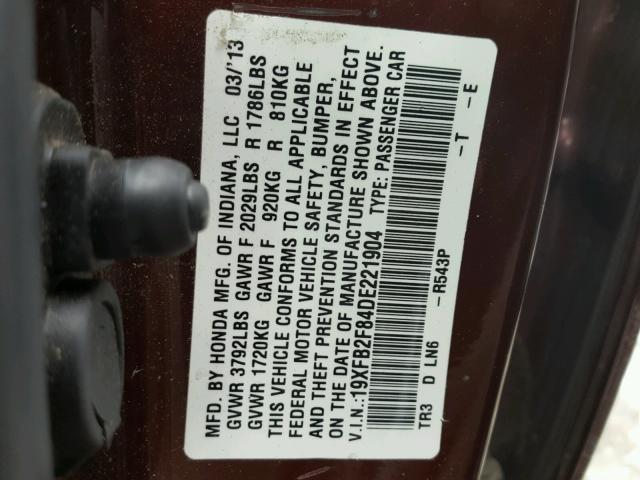 MFD. BY HONDA MFG. OF INDIANA, LLC 03/'13
GVWR 3792LBS GAWR F 2029LBS R 1786LBS
GVWR 1720KG GAWR F 920KG R 810KG
THIS VEHICLE CONFORMS TO ALL APPLICABLE
FEDERAL MOTOR VEHICLE SAFETY, BUMPER,
AND THEFT PREVENTION STANDARDS IN EFFECT
ON THE DATE OF MANUFACTURE SHOWN ABOVE.
V.I.N.:19XFB2F84DE221904 TYPE: PASSENGER CAR
TR3 D LN6 -R543P -T -E